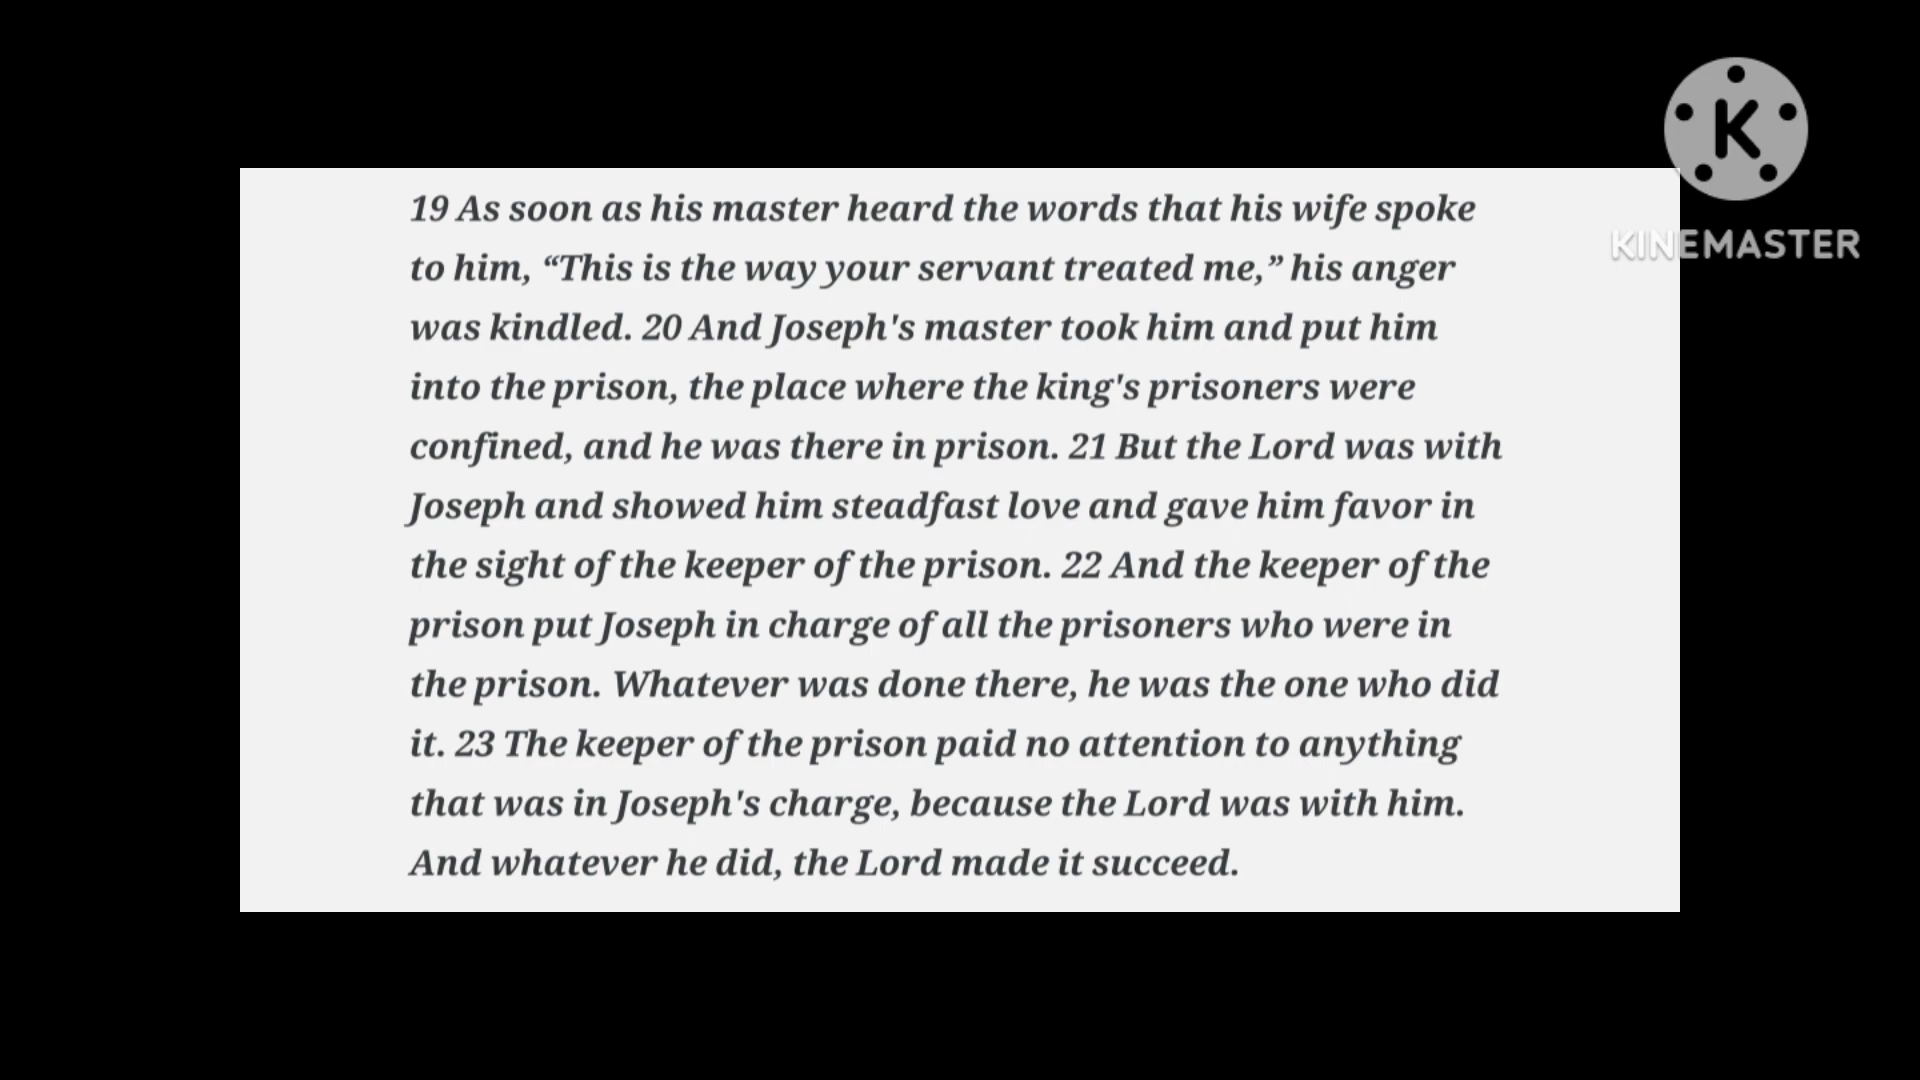 19 As soon as his master heard the words that his wife spoke
to him, “This is the way your servant treated me,” his anger
was kindled. 20 And Joseph's master took him and put him
into the prison, the place where the king's prisoners were
confined, and he was there in prison. 21 But the Lord was with
Joseph and showed him steadfast love and gave him favor in
the sight of the keeper of the prison. 22 And the keeper of the
prison put Joseph in charge of all the prisoners who were in
the prison. Whatever was done there, he was the one who did
it. 23 The keeper of the prison paid no attention to anything
that was in Joseph's charge, because the Lord was with him.
And whatever he did, the Lord made it succeed.
K
KINEMASTER